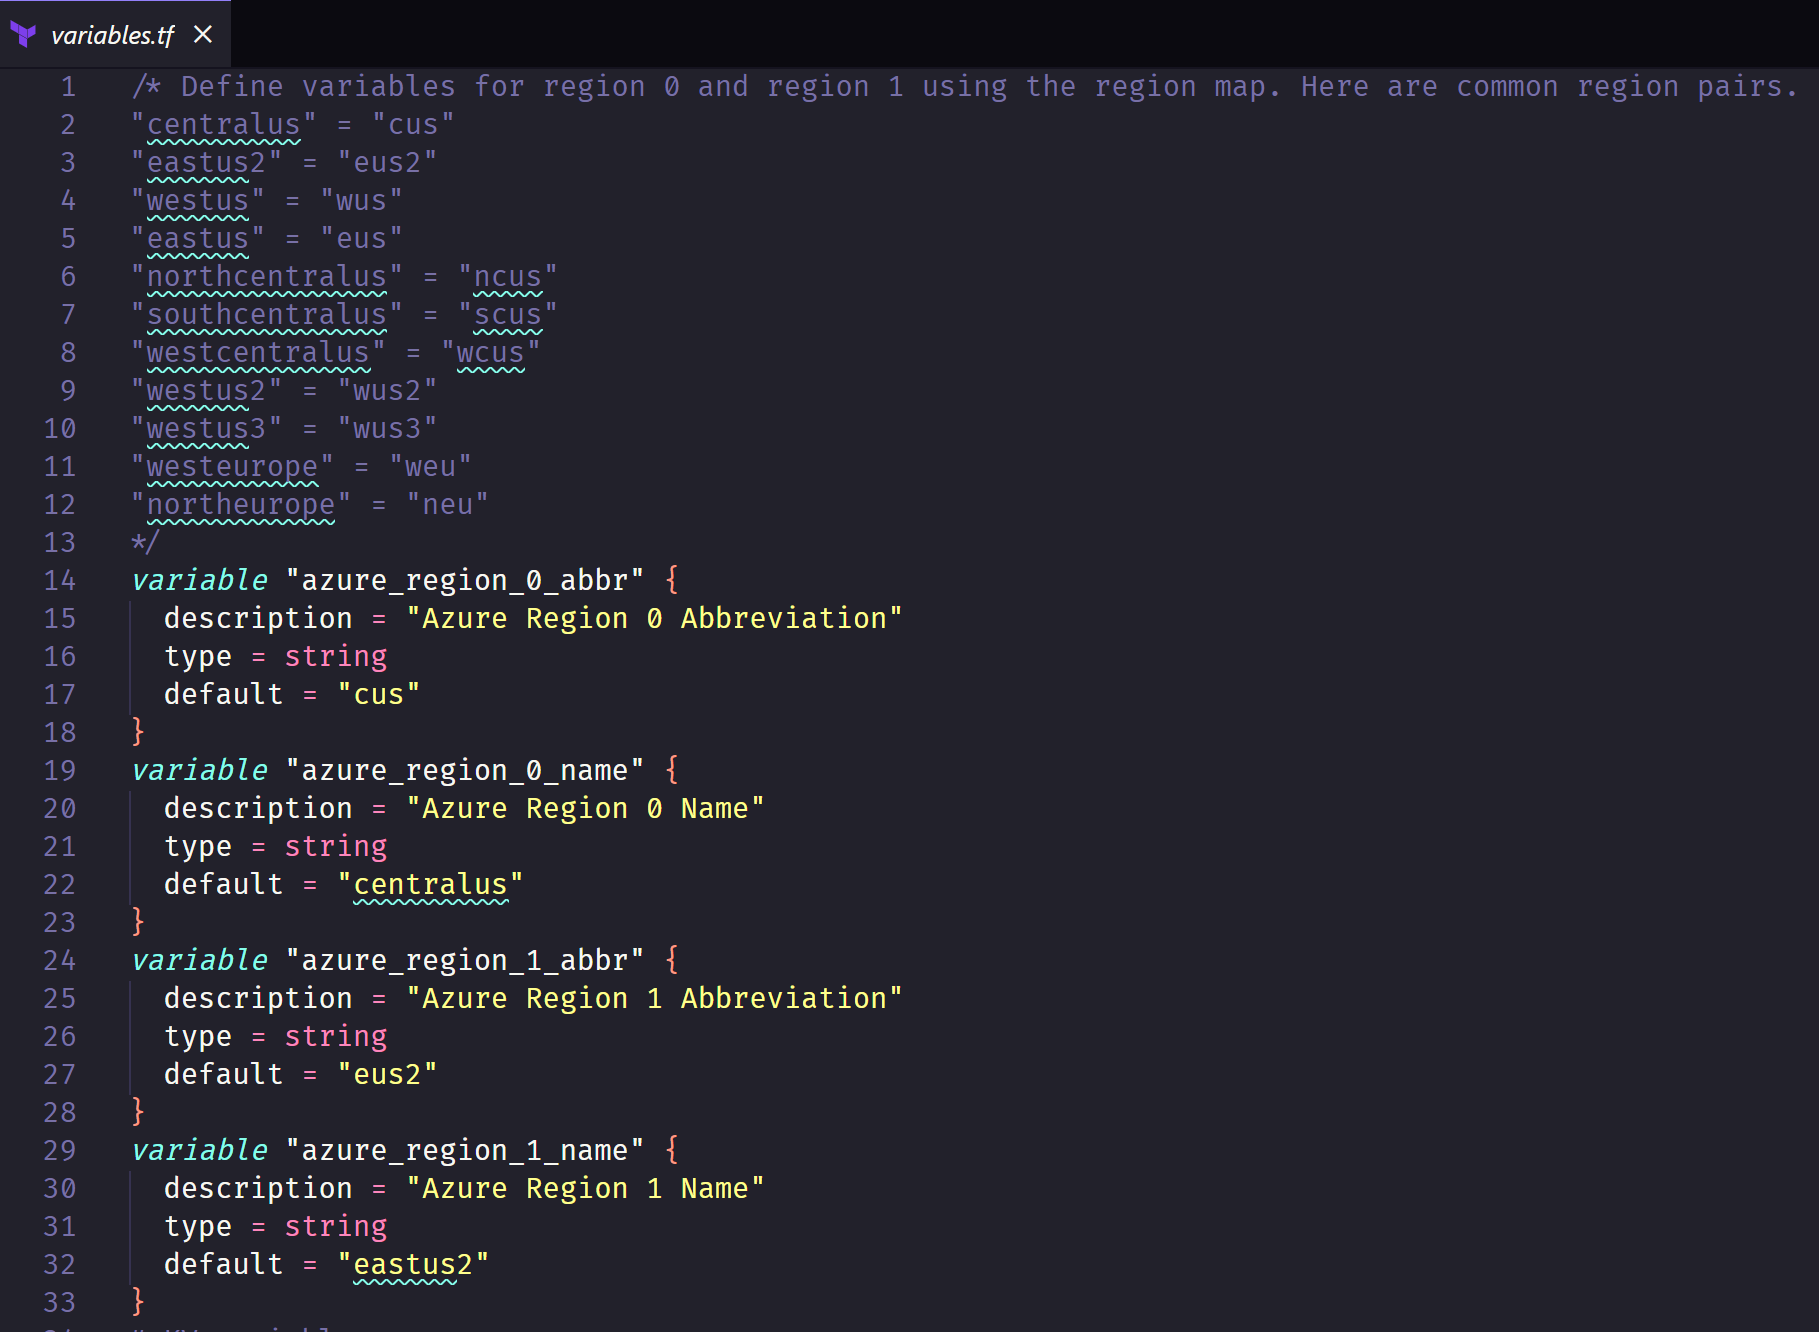 variables.tf
1 /* Define variables for region 0 and region 1 using the region map. Here are common region pairs.
2 "centralus" = "cus"
3 "eastus2" = "eus2"
4 "westus" = "wus"
5 "eastus" = "eus"
6 "northcentralus" = "ncus"
7 "southcentralus" = "scus"
8 "westcentralus" = "wcus"
9 "westus2" = "wus2"
10 "westus3" = "wus3"
11 "westeurope" = "weu"
12 "northeurope" = "neu"
13 */
14 variable "azure_region_0_abbr" {
15 description = "Azure Region 0 Abbreviation"
16 type = string
17 default = "cus"
18 }
19 variable "azure_region_0_name" {
20 description = "Azure Region 0 Name"
21 type = string
22 default = "centralus"
23 }
24 variable "azure_region_1_abbr" {
25 description = "Azure Region 1 Abbreviation"
26 type = string
27 default = "eus2"
28 }
29 variable "azure_region_1_name" {
30 description = "Azure Region 1 Name"
31 type = string
32 default = "eastus2"
33 }